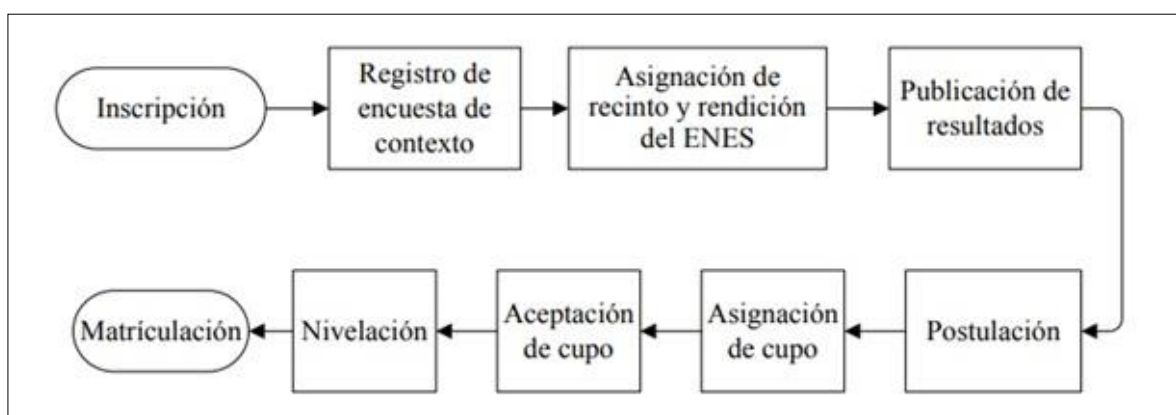 Inscripción
Registro de
encuesta de
contexto
Asignación de
recinto y rendición
del ENES
Publicación de
resultados
Postulación
Asignación
de cupo
Aceptación
de cupo
Nivelación
Matrículación